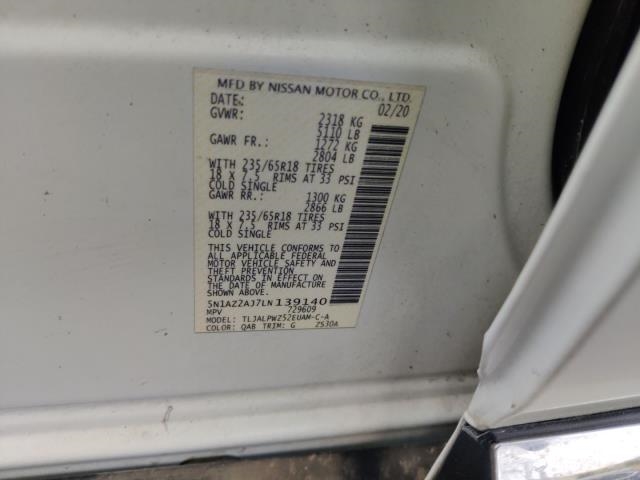 MFD BY NISSAN MOTOR CO., LTD.
DATE: 02/20
GVWR: 2318 KG
5110 LB
GAWR FR.: 1272 KG
2804 LB
WITH 235/65R18 TIRES
18 X 7.5 RIMS AT 33 PSI
COLD SINGLE
GAWR RR.: 1300 KG
2866 LB
WITH 235/65R18 TIRES
18 X 7.5 RIMS AT 33 PSI
COLD SINGLE
THIS VEHICLE CONFORMS TO
ALL APPLICABLE FEDERAL
MOTOR VEHICLE SAFETY AND
THEFT PREVENTION
STANDARDS IN EFFECT ON
THE DATE OF MANUFACTURE
SHOWN ABOVE.
5N1AZ2AJ7LN139140
MPV 729609
MODEL: TLJALPWZ52EUAM-C-A
COLOR: QAB TRIM: G 2530A